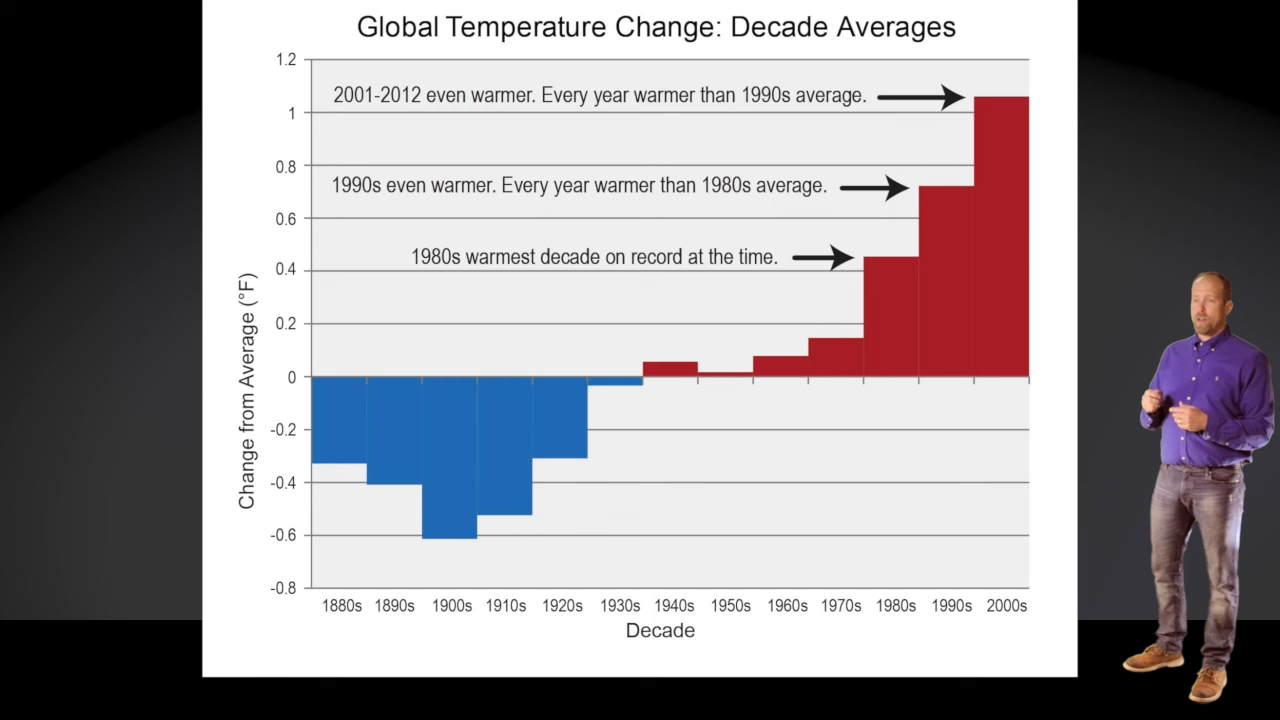 Global Temperature Change: Decade Averages
1.2
2001-2012 even warmer. Every year warmer than 1990s average.
1
0.8
1990s even warmer. Every year warmer than 1980s average.
0.6
1980s warmest decade on record at the time.
0.4
0.2
0
-0.2
-0.4
-0.6
-0.8
Change from Average (°F)
1880s 1890s 1900s 1910s 1920s 1930s 1940s 1950s 1960s 1970s 1980s 1990s 2000s
Decade